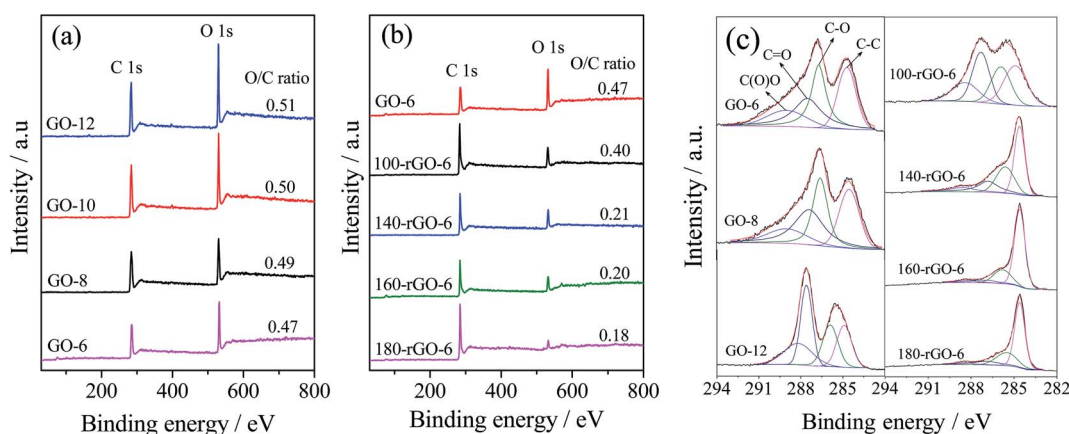 (a)
O 1s
O/C ratio
C 1s
0.51
GO-12
0.50
GO-10
0.49
GO-8
0.47
GO-6
0 200 400 600 800
Binding energy / eV
Intensity / a.u
(b)
O 1s
O/C ratio
C 1s
GO-6
0.47
100-rGO-6
0.40
140-rGO-6
0.21
160-rGO-6
0.20
180-rGO-6
0.18
0 200 400 600 800
Binding energy / eV
Intensity / a.u
(c)
C-O
C=O
C-C
C(O)O
GO-6
GO-8
GO-12
100-rGO-6
140-rGO-6
160-rGO-6
180-rGO-6
294 291 288 285 294 291 288 285 282
Binding energy / eV
Intensity / a.u.